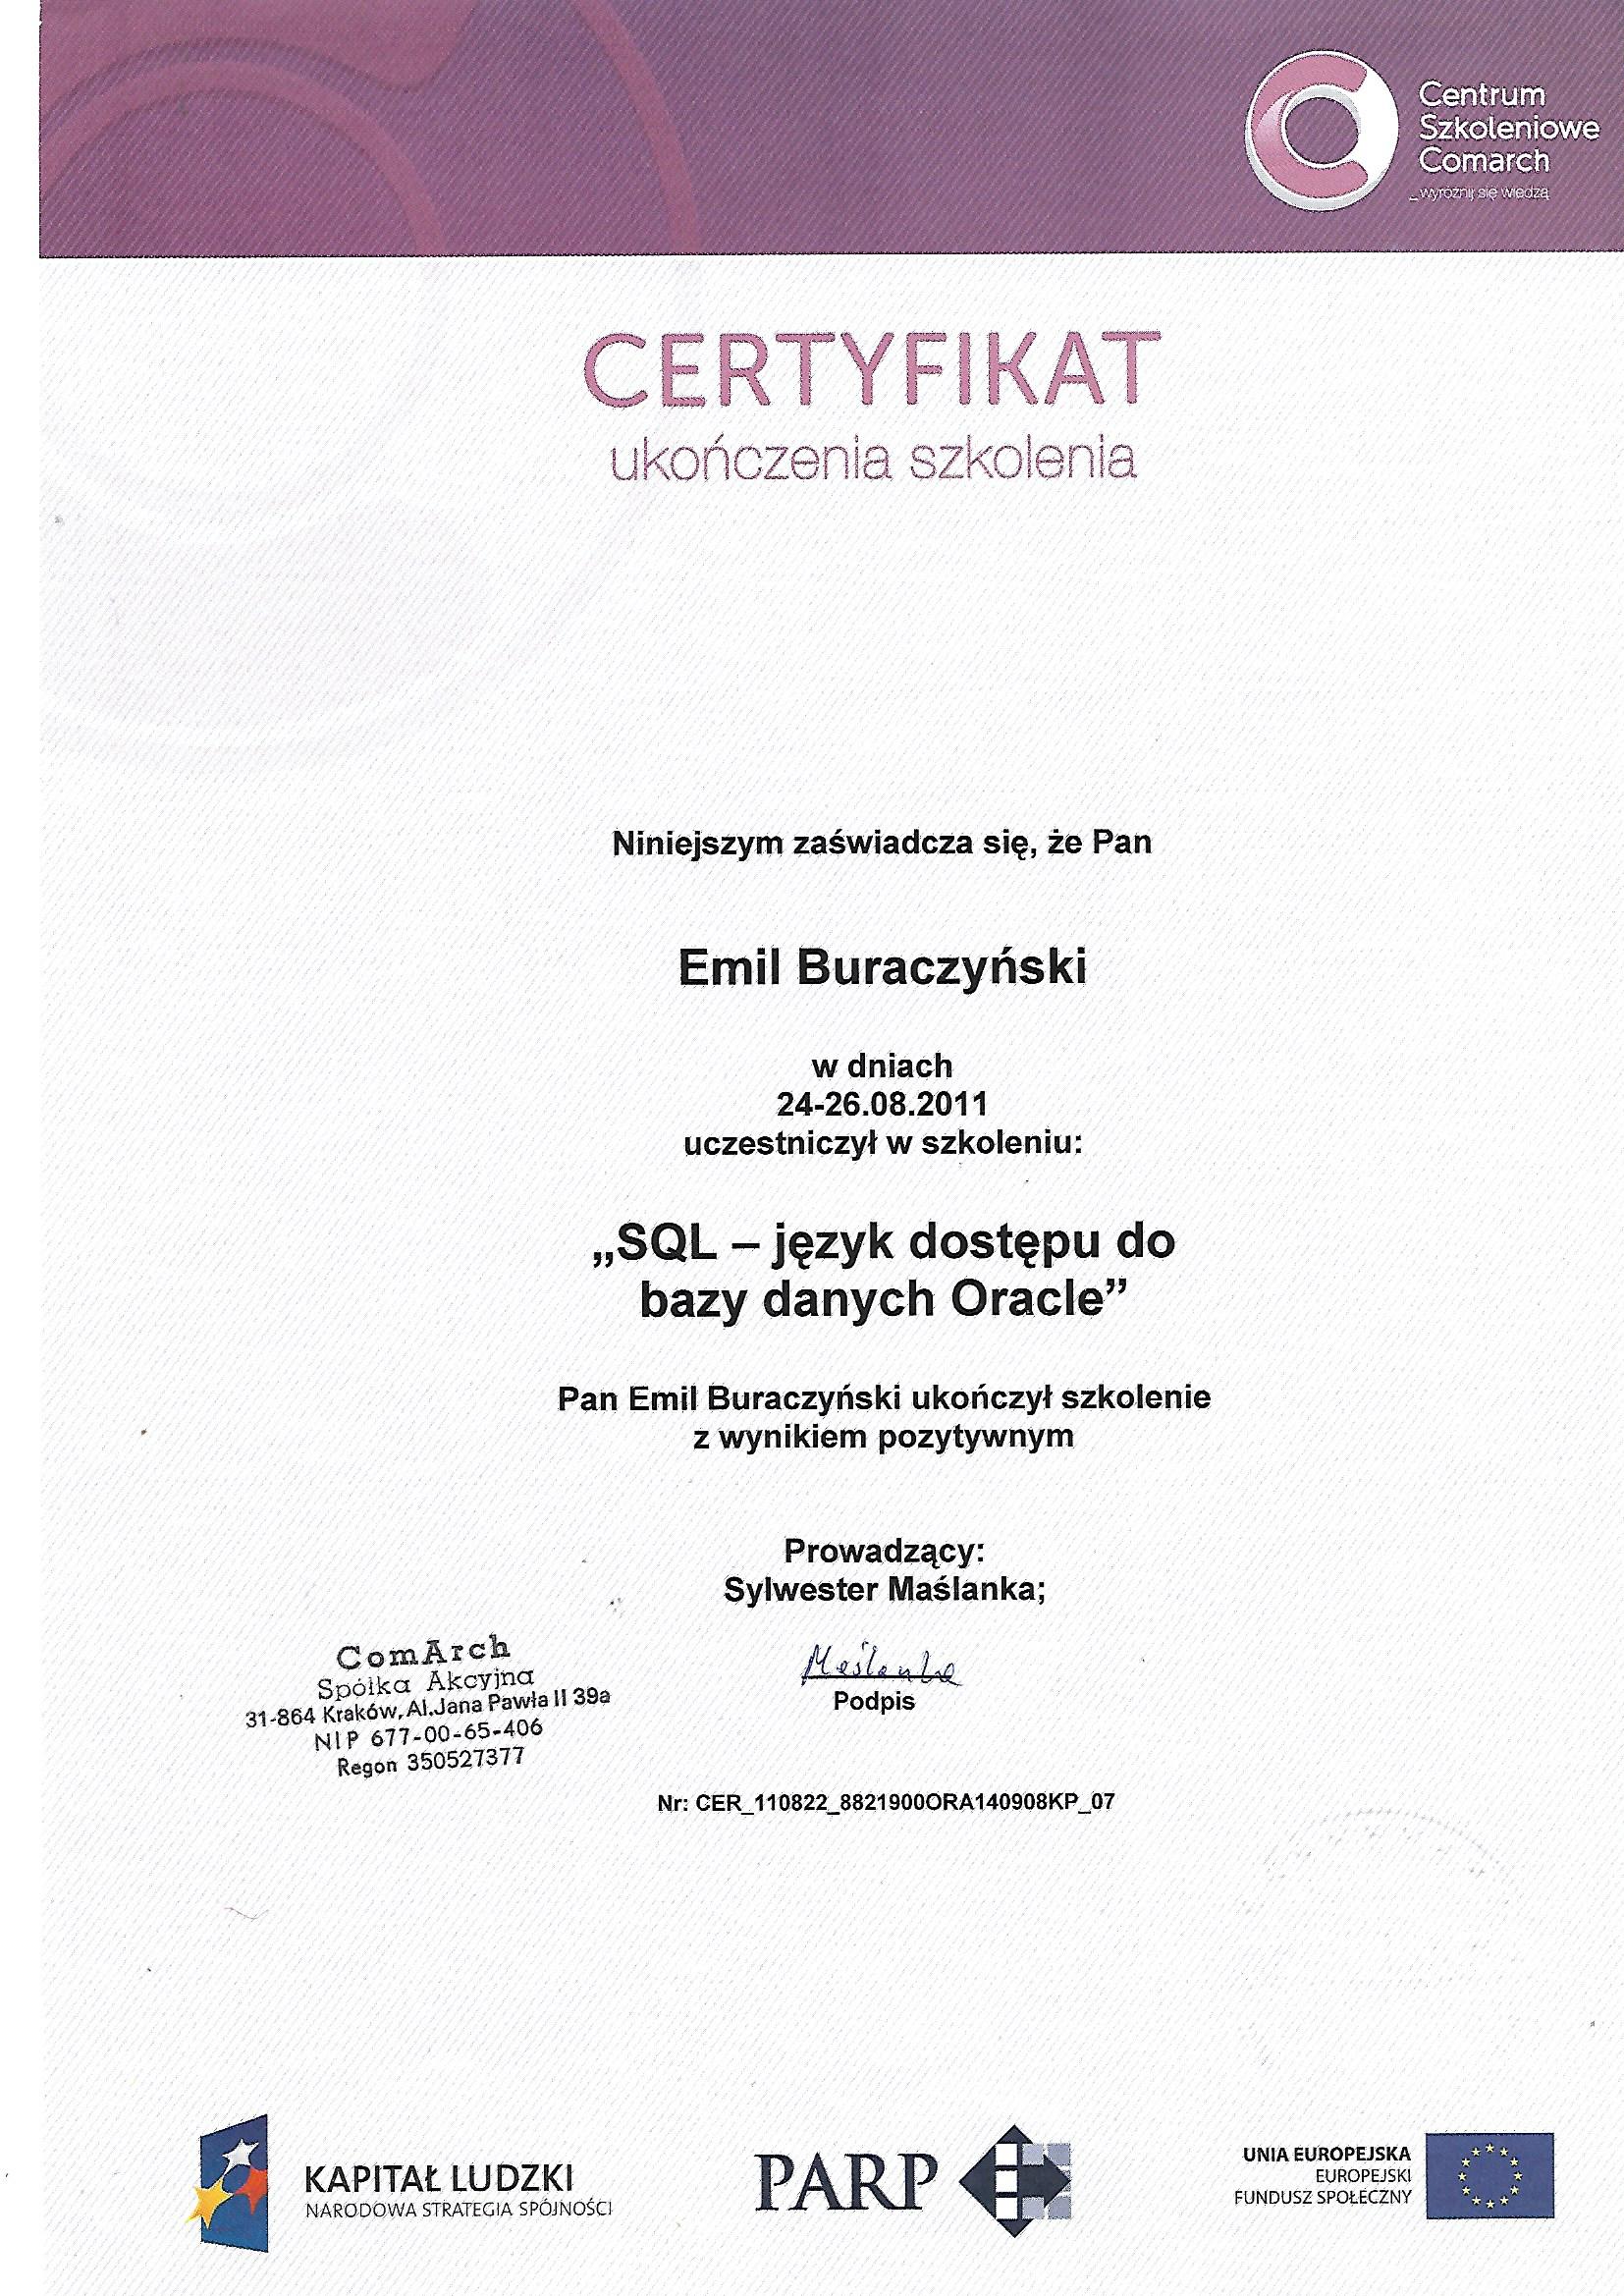 Centrum
Szkoleniowe
Comarch
_wyróżnij się wiedzą
CERTYFIKAT
ukończenia szkolenia
Niniejszym zaświadcza się, że Pan
Emil Buraczyński
w dniach
24-26.08.2011
uczestniczył w szkoleniu:
„SQL – język dostępu do
bazy danych Oracle”
Pan Emil Buraczyński ukończył szkolenie
z wynikiem pozytywnym
Prowadzący:
Sylwester Maślanka;
Maślanka
Podpis
ComArch
Spółka Akcyjna
31-864 Kraków, Al.Jana Pawła II 39a
NIP 677-00-65-406
Regon 350527377
Nr: CER_110822_8821900ORA140908KP_07
KAPITAŁ LUDZKI
NARODOWA STRATEGIA SPÓJNOŚCI
PARP
UNIA EUROPEJSKA
EUROPEJSKI
FUNDUSZ SPOŁECZNY